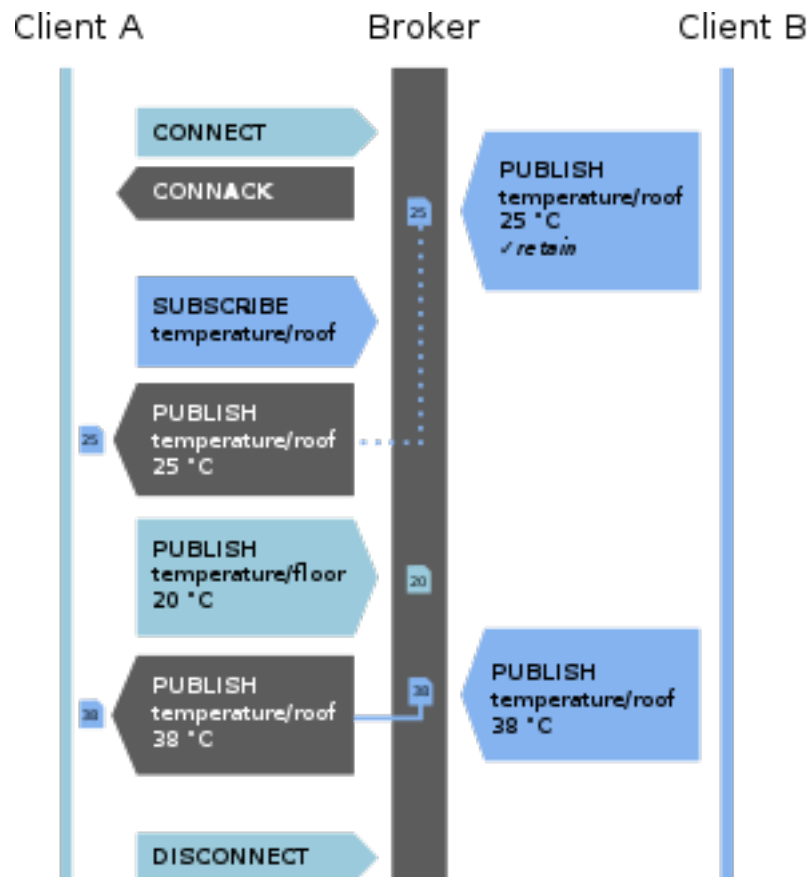 Client A
Broker
Client B
CONNECT
CONNACK
PUBLISH
temperature/roof
25 °C
✓retain
25
SUBSCRIBE
temperature/roof
PUBLISH
temperature/roof
25 °C
25
PUBLISH
temperature/floor
20 °C
20
PUBLISH
temperature/roof
38 °C
38
PUBLISH
temperature/roof
38 °C
38
DISCONNECT